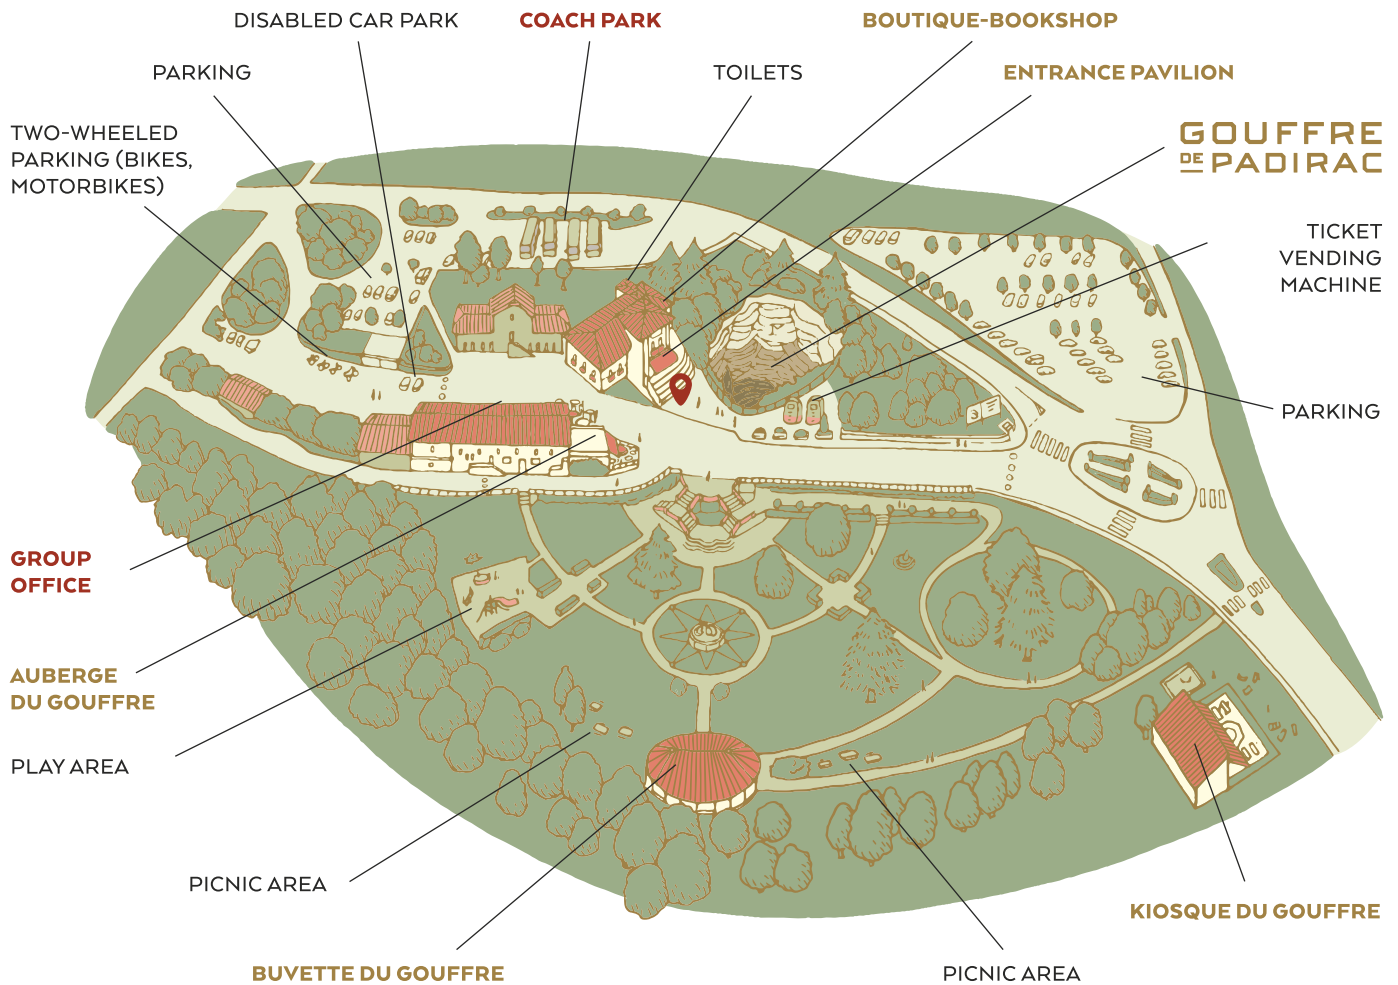 DISABLED CAR PARK
COACH PARK
BOUTIQUE-BOOKSHOP
PARKING
TOILETS
ENTRANCE PAVILION
TWO-WHEELED
PARKING (BIKES,
MOTORBIKES)
GOUFFRE
DE PADIRAC
TICKET
VENDING
MACHINE
PARKING
GROUP
OFFICE
AUBERGE
DU GOUFFRE
PLAY AREA
PICNIC AREA
KIOSQUE DU GOUFFRE
BUVETTE DU GOUFFRE
PICNIC AREA